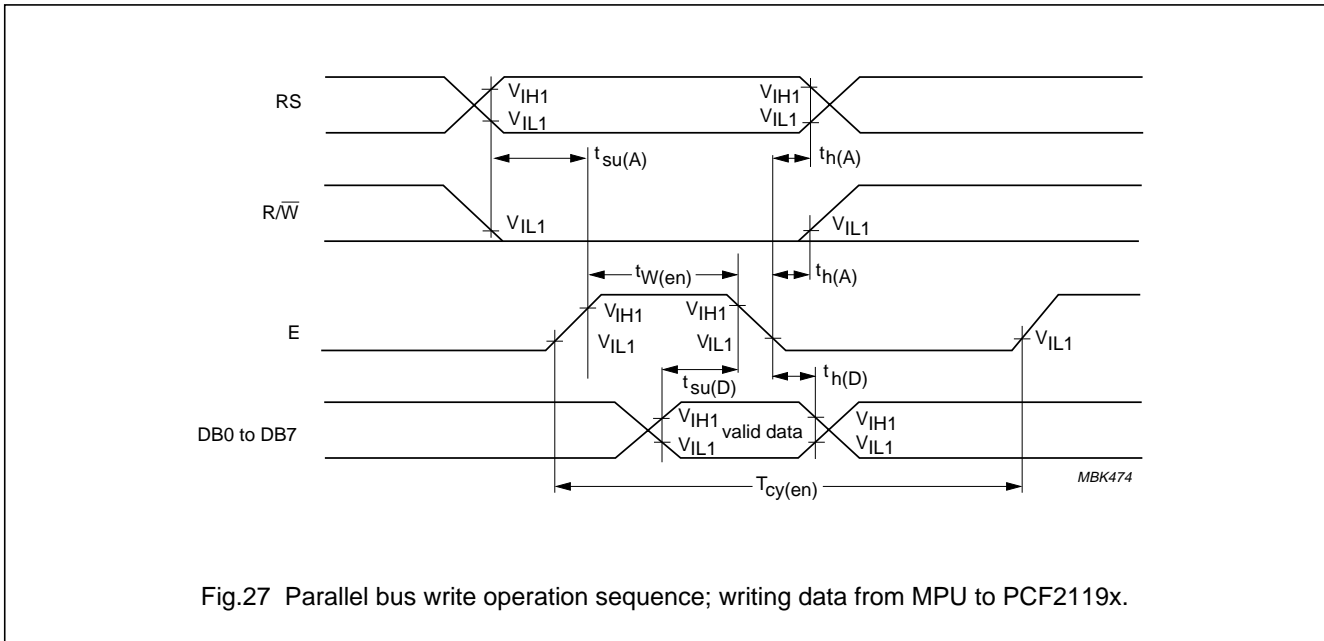 RS
VIH1
VIL1
VIH1
VIL1
tsu(A)
th(A)
R/W̅
VIL1
VIL1
tW(en)
th(A)
E
VIH1
VIH1
VIL1
VIL1
VIL1
tsu(D)
th(D)
DB0 to DB7
VIH1
valid data
VIH1
VIL1
VIL1
Tcy(en)
MBK474
Fig.27 Parallel bus write operation sequence; writing data from MPU to PCF2119x.